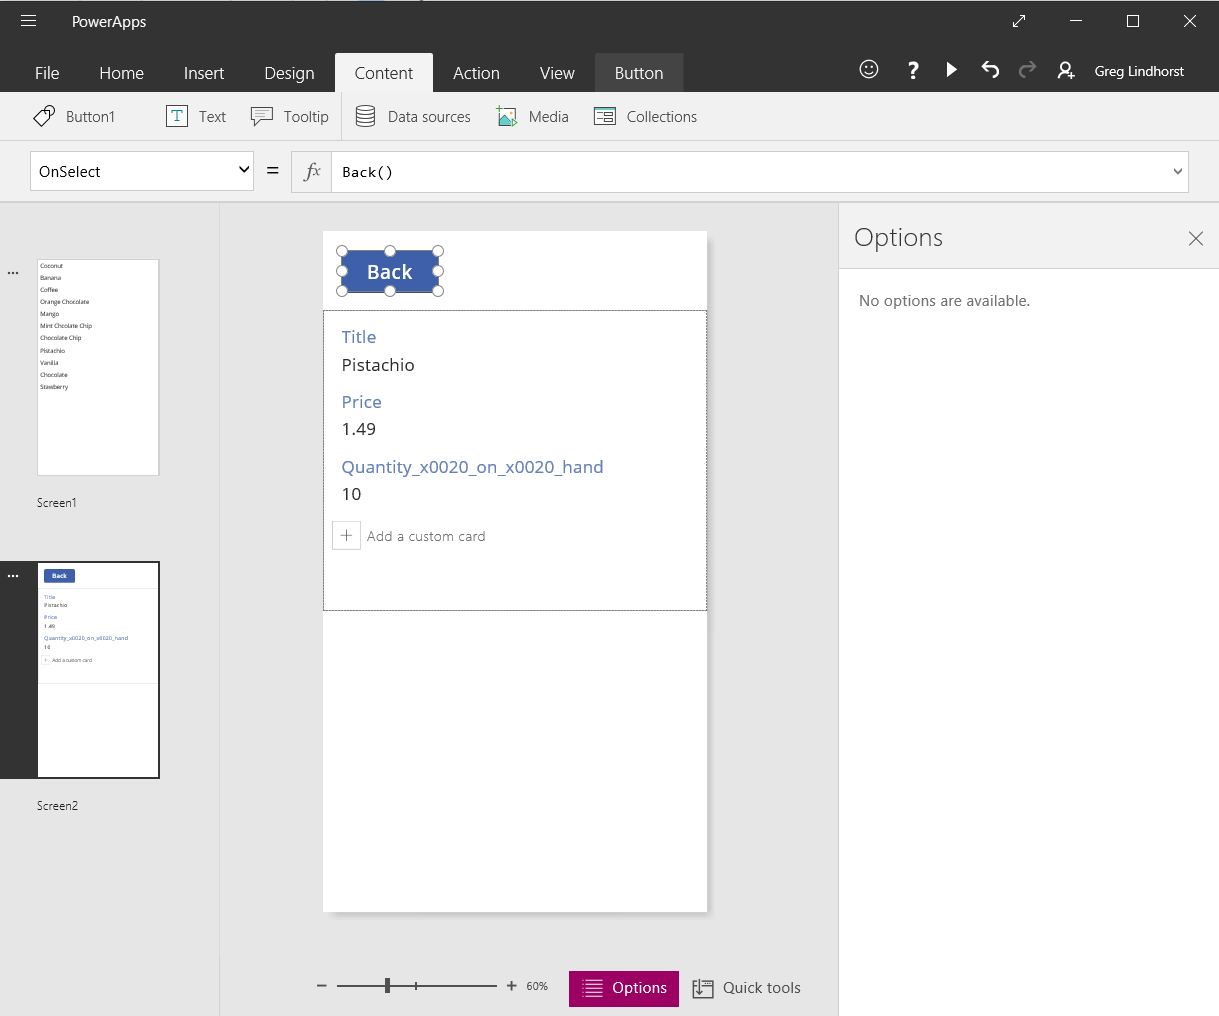 PowerApps
File Home Insert Design Content Action View Button ? Greg Lindhorst
Button1 T Text Tooltip Data sources Media Collections
OnSelect = fx Back()
Options
No options are available.
Coconut
Banana
Coffee
Orange Chocolate
Mango
Mint Chcolate Chip
Chocolate Chip
Pistachio
Vanilla
Chocolate
Stawberry
Screen1
Back
Title
Pistachio
Price
1.49
Quantity_x0020_on_x0020_hand
10
+ Add a custom card
Screen2
Back
Title
Pistachio
Price
1.49
Quantity_x0020_on_x0020_hand
10
+ Add a custom card
− + 60% Options Quick tools